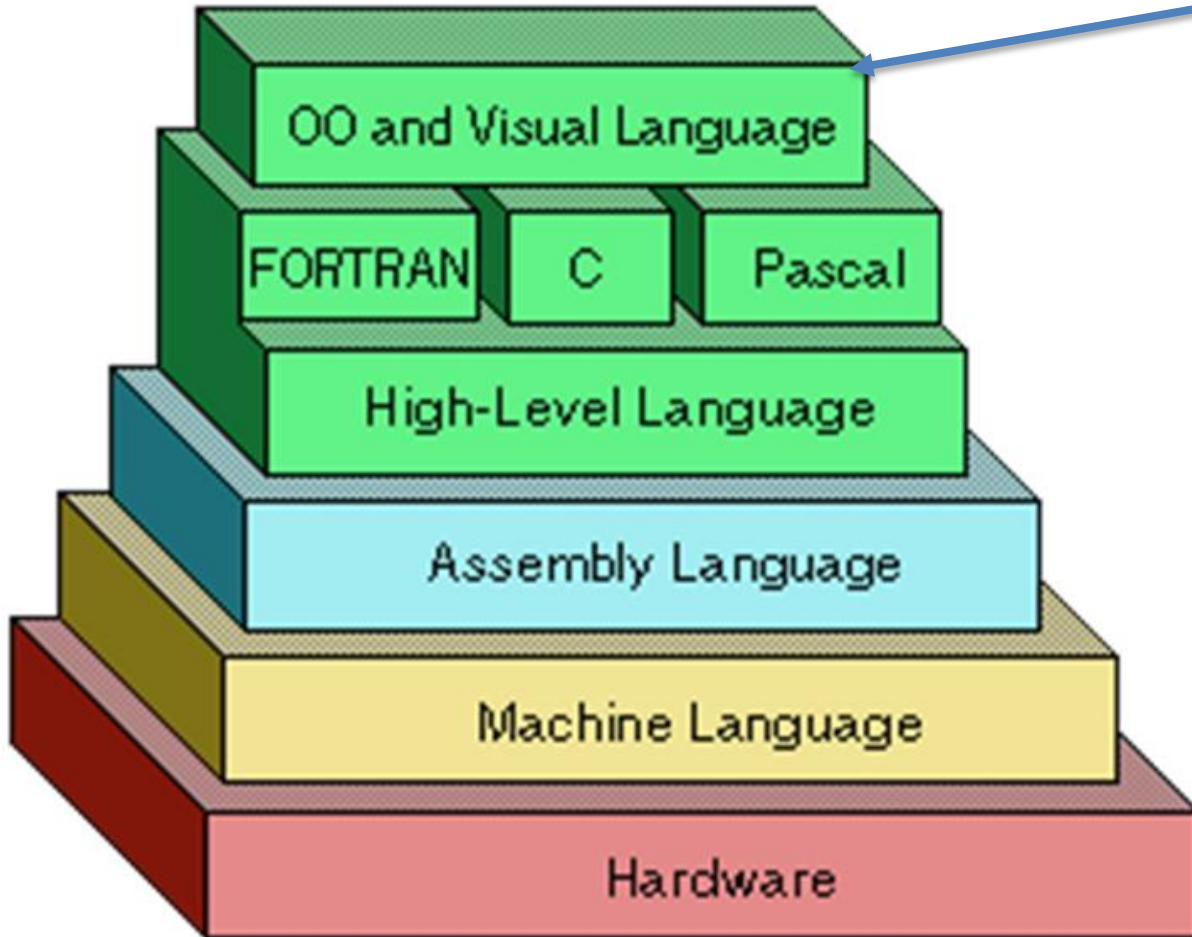 OO and Visual Language
FORTRAN C Pascal
High-Level Language
Assembly Language
Machine Language
Hardware